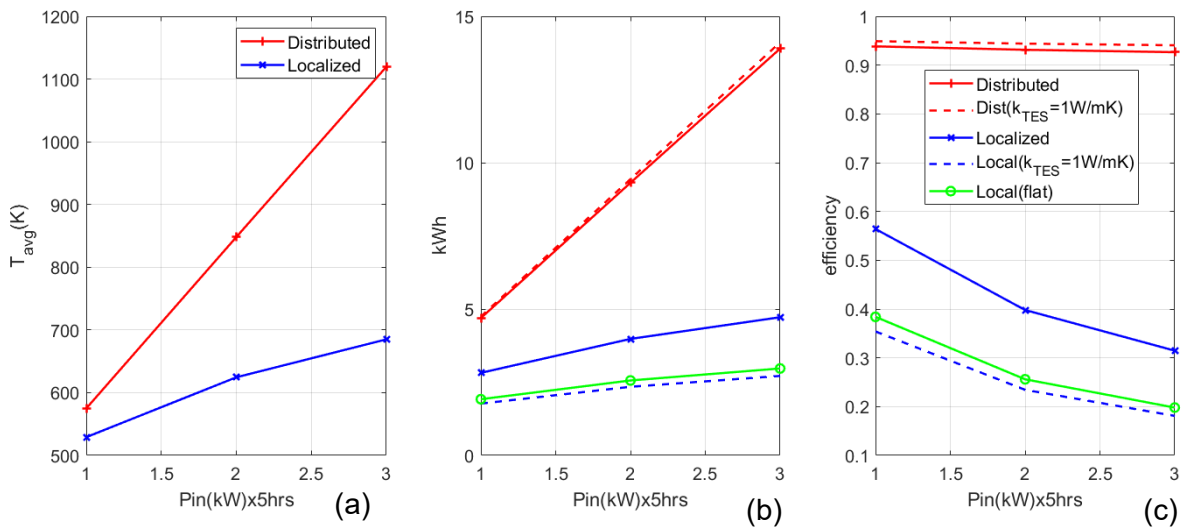 1200
1100
1000
900
800
700
600
500
T_avg(K)
Distributed
Localized
1 1.5 2 2.5 3
Pin(kW)x5hrs
(a)
15
10
5
0
kWh
1 1.5 2 2.5 3
Pin(kW)x5hrs
(b)
1
0.9
0.8
0.7
0.6
0.5
0.4
0.3
0.2
0.1
efficiency
Distributed
Dist(k_TES=1W/mK)
Localized
Local(k_TES=1W/mK)
Local(flat)
1 1.5 2 2.5 3
Pin(kW)x5hrs
(c)